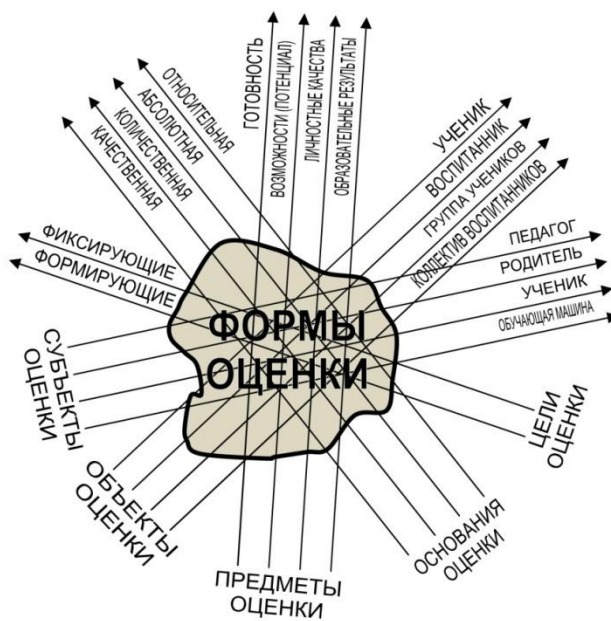 ОТНОСИТЕЛЬНАЯ
АБСОЛЮТНАЯ
КОЛИЧЕСТВЕННАЯ
КАЧЕСТВЕННАЯ
ГОТОВНОСТЬ
ВОЗМОЖНОСТИ (ПОТЕНЦИАЛ)
ЛИЧНОСТНЫЕ КАЧЕСТВА
ОБРАЗОВАТЕЛЬНЫЕ РЕЗУЛЬТАТЫ
УЧЕНИК
ВОСПИТАННИК
ГРУППА УЧЕНИКОВ
КОЛЛЕКТИВ ВОСПИТАННИКОВ
ФИКСИРУЮЩИЕ
ФОРМИРУЮЩИЕ
ПЕДАГОГ
РОДИТЕЛЬ
УЧЕНИК
ОБУЧАЮЩАЯ МАШИНА
ФОРМЫ
ОЦЕНКИ
СУБЪЕКТЫ
ОЦЕНКИ
ОБЪЕКТЫ
ОЦЕНКИ
ПРЕДМЕТЫ
ОЦЕНКИ
ОСНОВАНИЯ
ОЦЕНКИ
ЦЕЛИ
ОЦЕНКИ